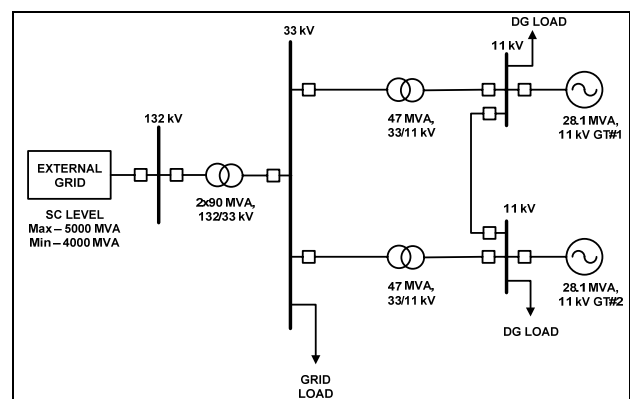 DG LOAD
33 kV
11 kV
132 kV
47 MVA,
33/11 kV
28.1 MVA,
11 kV GT#1
EXTERNAL
GRID
2x90 MVA,
132/33 kV
SC LEVEL
Max – 5000 MVA
Min – 4000 MVA
11 kV
47 MVA,
33/11 kV
28.1 MVA,
11 kV GT#2
DG LOAD
GRID
LOAD